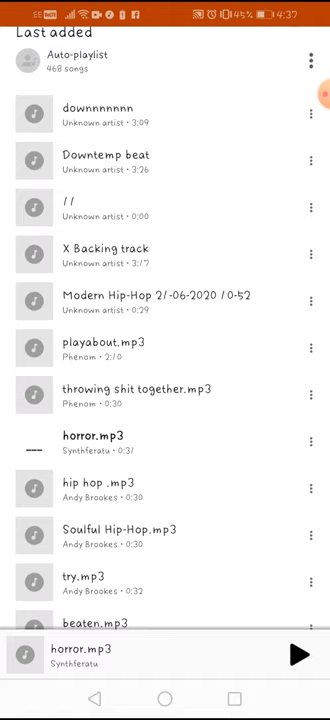 EE 45% 4:37
Last added
Auto-playlist
468 songs
downnnnnnn
Unknown artist • 3:09
Downtemp beat
Unknown artist • 3:26
//
Unknown artist • 0:00
X Backing track
Unknown artist • 3:17
Modern Hip-Hop 21-06-2020 10-52
Unknown artist • 0:29
playabout.mp3
Phenom • 2:10
throwing shit together.mp3
Phenom • 0:30
horror.mp3
Synthferatu • 0:31
hip hop .mp3
Andy Brookes • 0:30
Soulful Hip-Hop.mp3
Andy Brookes • 0:30
try.mp3
Andy Brookes • 0:32
beaten.mp3
horror.mp3
Synthferatu